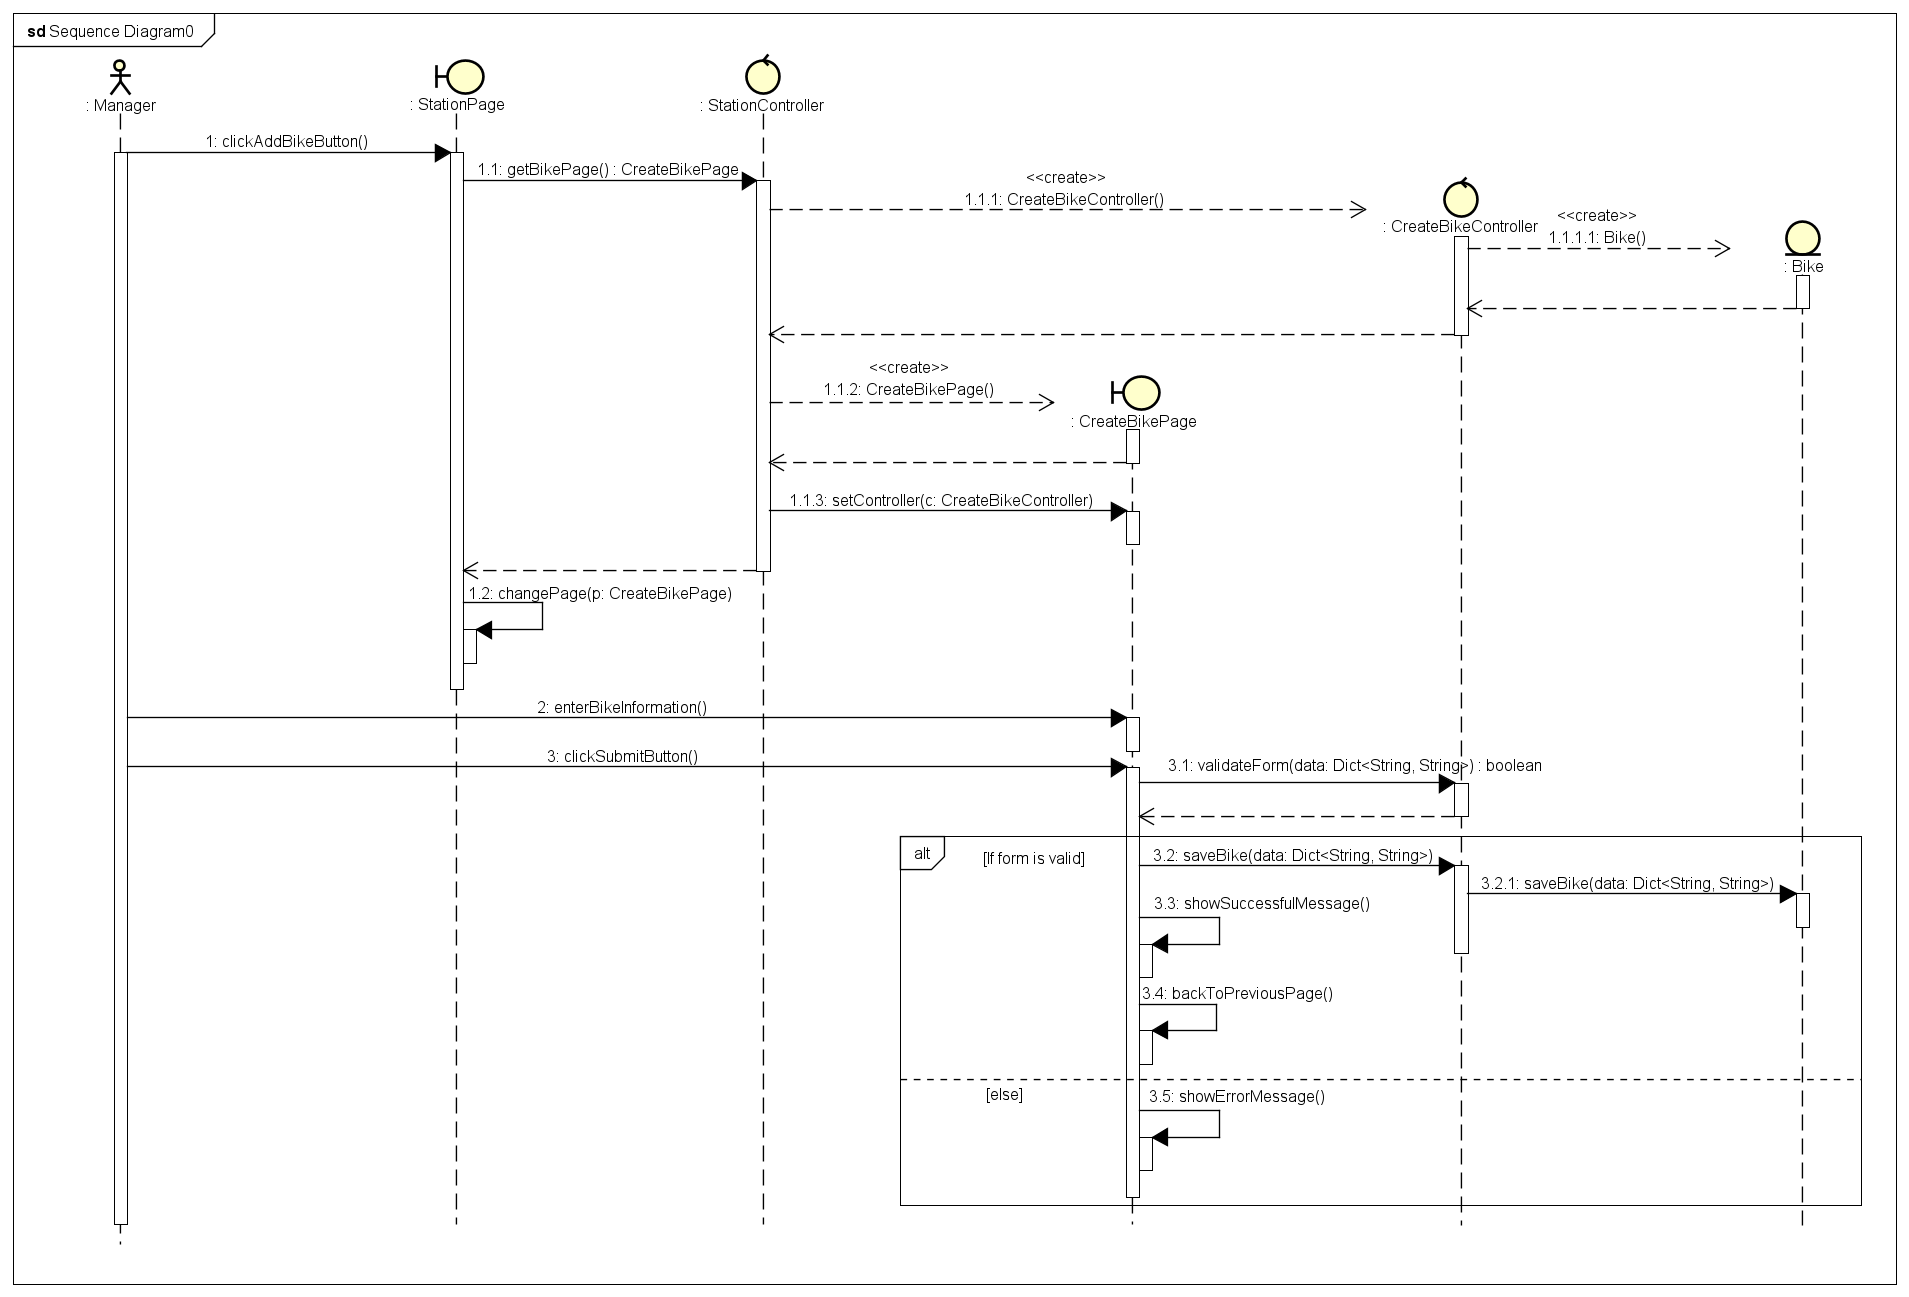 sd Sequence Diagram0
: Manager
: StationPage
: StationController
1: clickAddBikeButton()
1.1: getBikePage() : CreateBikePage
<<create>>
1.1.1: CreateBikeController()
: CreateBikeController
<<create>>
1.1.1.1: Bike()
: Bike
<<create>>
1.1.2: CreateBikePage()
: CreateBikePage
1.1.3: setController(c: CreateBikeController)
1.2: changePage(p: CreateBikePage)
2: enterBikeInformation()
3: clickSubmitButton()
3.1: validateForm(data: Dict<String, String>) : boolean
alt
[If form is valid]
3.2: saveBike(data: Dict<String, String>)
3.2.1: saveBike(data: Dict<String, String>)
3.3: showSuccessfulMessage()
3.4: backToPreviousPage()
[else]
3.5: showErrorMessage()